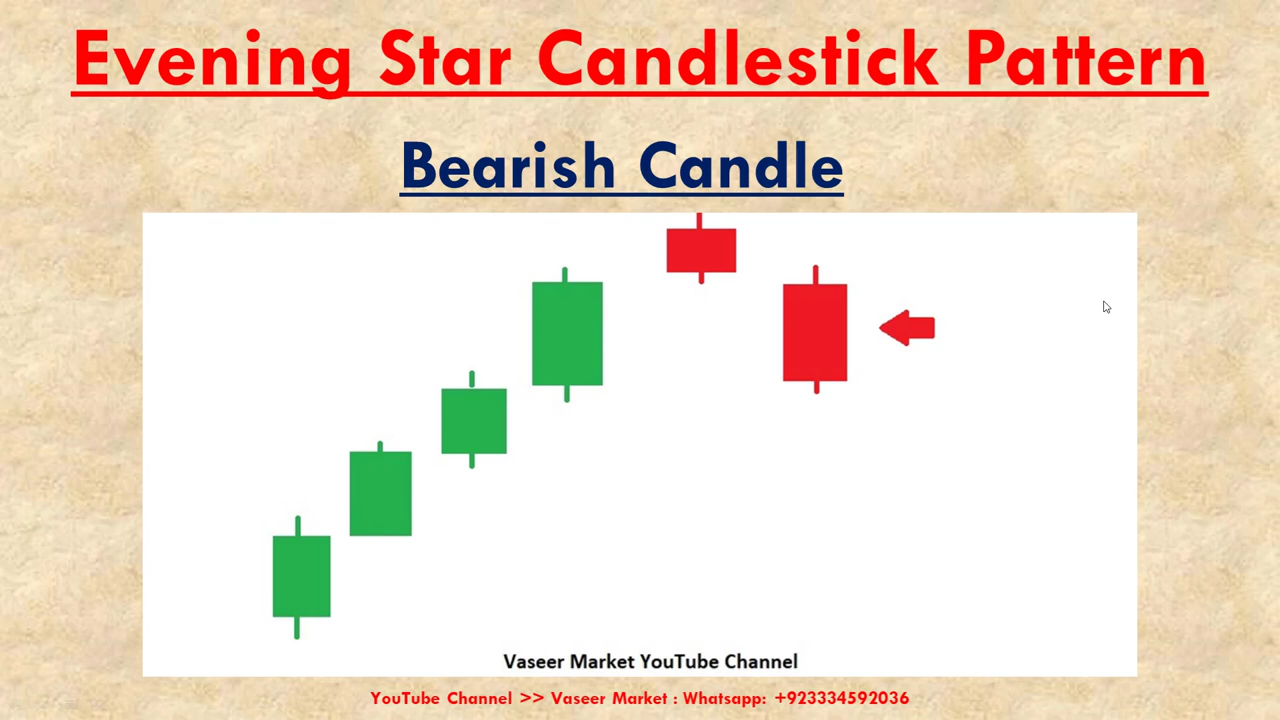 Evening Star Candlestick Pattern
Bearish Candle
Vaseer Market YouTube Channel
YouTube Channel >> Vaseer Market : Whatsapp: +923334592036